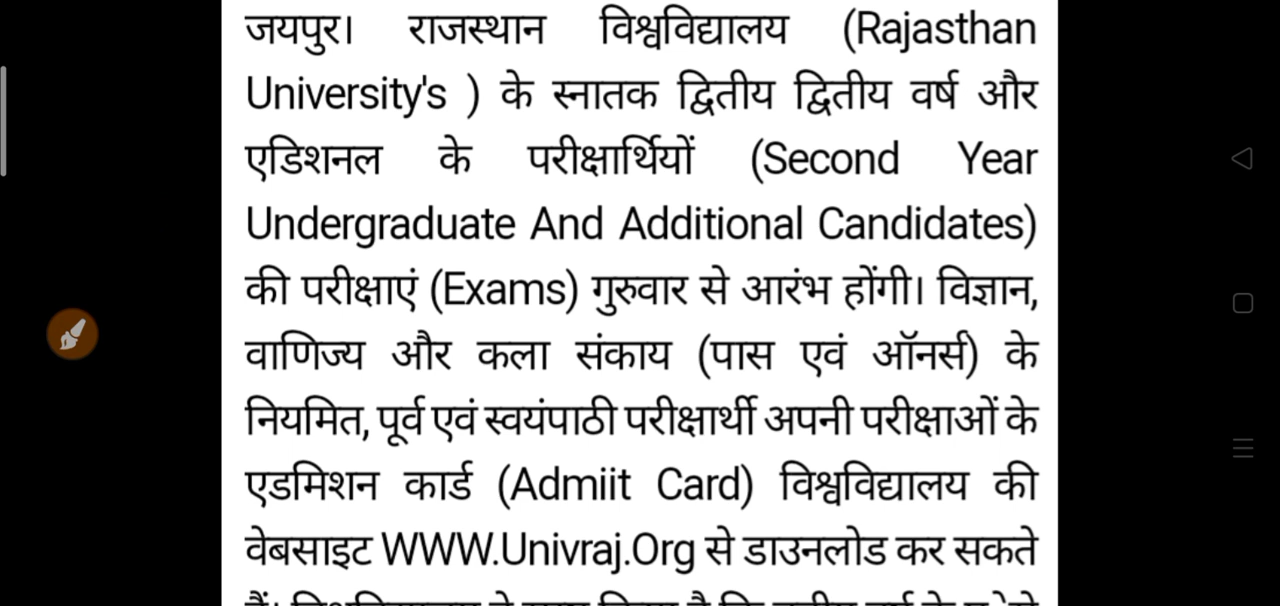 जयपुर। राजस्थान विश्वविद्यालय (Rajasthan
University's ) के स्नातक द्वितीय द्वितीय वर्ष और
एडिशनल के परीक्षार्थियों (Second Year
Undergraduate And Additional Candidates)
की परीक्षाएं (Exams) गुरुवार से आरंभ होंगी। विज्ञान,
वाणिज्य और कला संकाय (पास एवं ऑनर्स) के
नियमित, पूर्व एवं स्वयंपाठी परीक्षार्थी अपनी परीक्षाओं के
एडमिशन कार्ड (Admiit Card) विश्वविद्यालय की
वेबसाइट WWW.Univraj.Org से डाउनलोड कर सकते